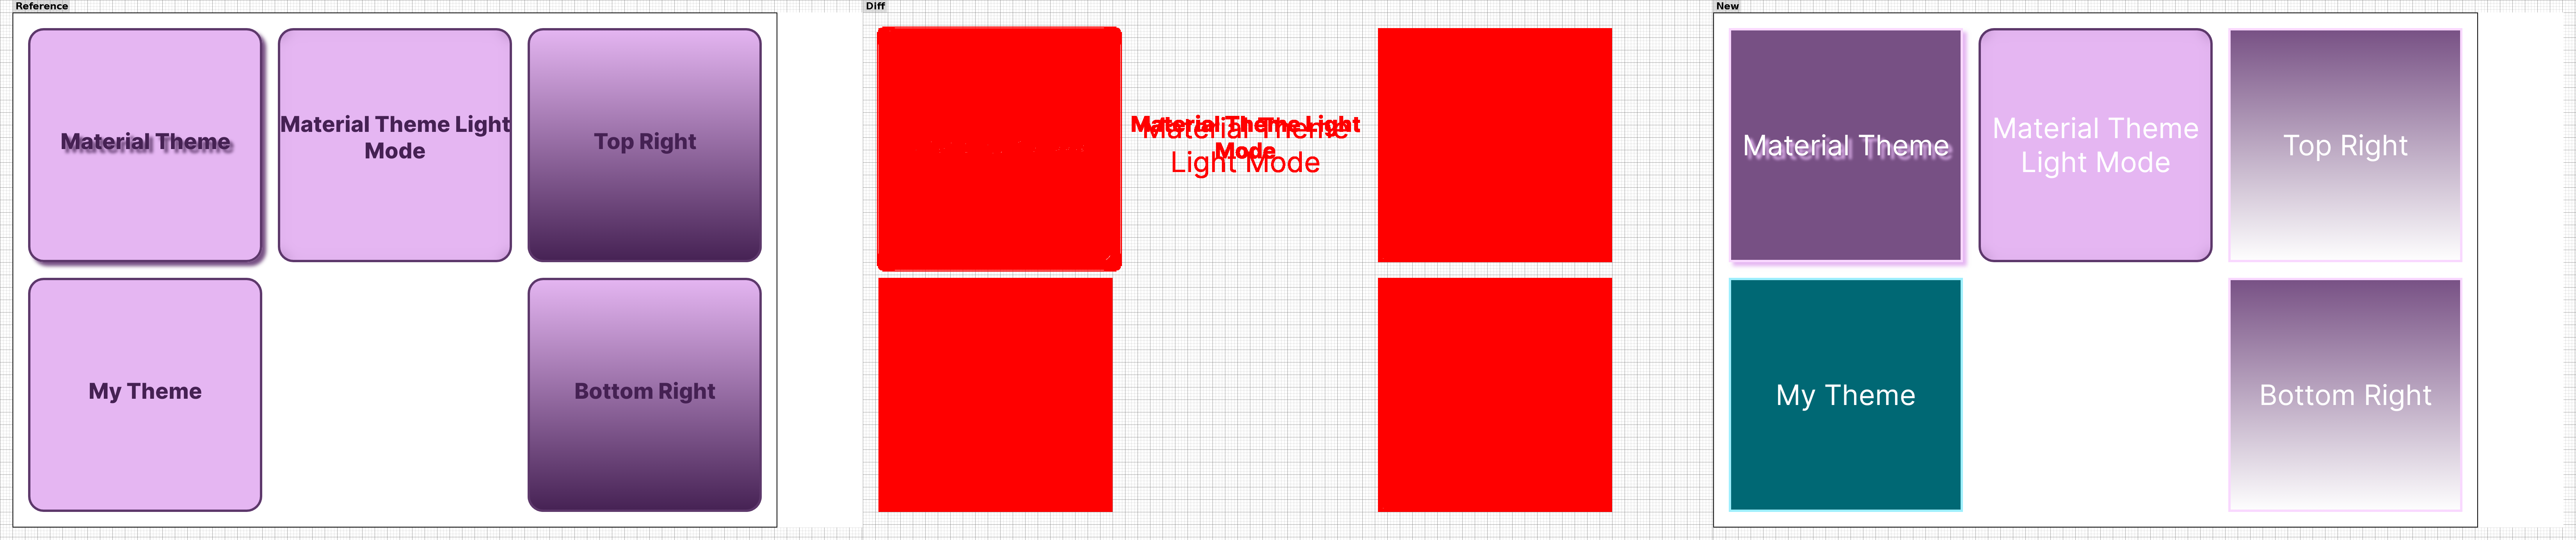 Reference
Material Theme
Material Theme Light
Mode
Top Right
My Theme
Bottom Right
Diff
Material Theme Light
Mode
Material Theme
Light Mode
New
Material Theme
Material Theme
Light Mode
Top Right
My Theme
Bottom Right